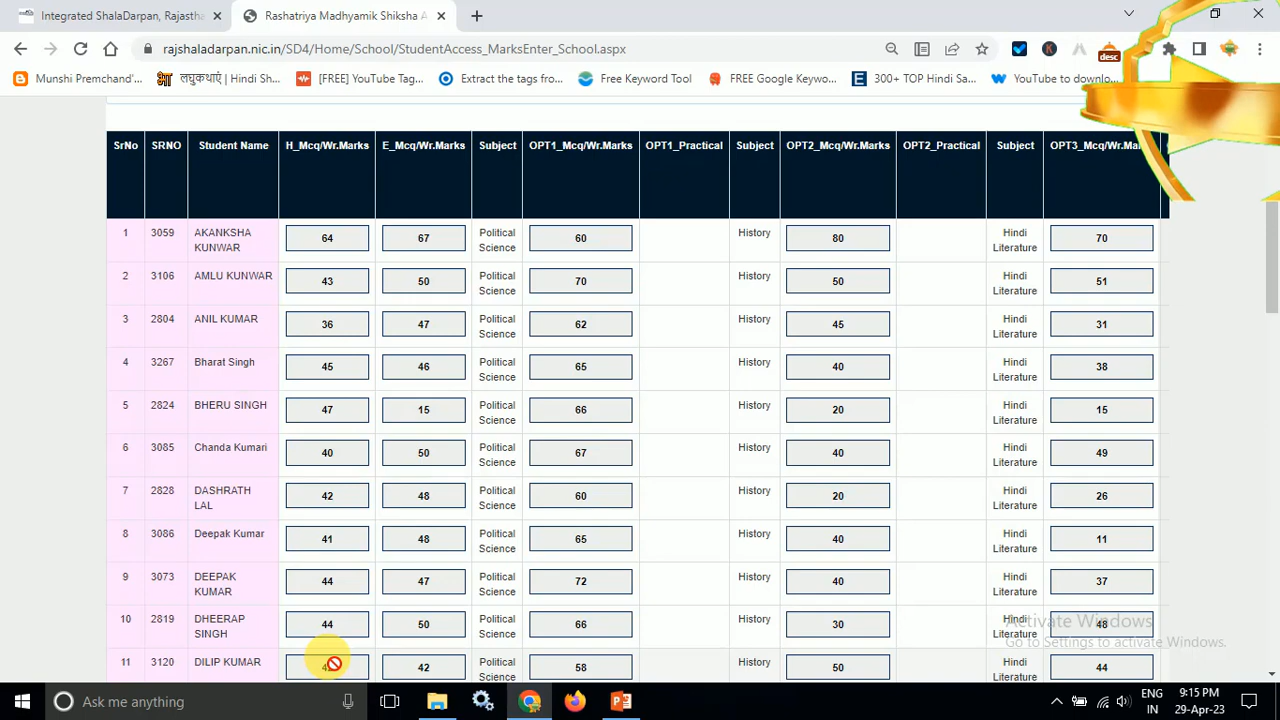 Integrated ShalaDarpan, Rajastha
Rashatriya Madhyamik Shiksha A
rajshaladarpan.nic.in/SD4/Home/School/StudentAccess_MarksEnter_School.aspx
desc
Munshi Premchand'...
लघुकथाएं | Hindi Sh...
[FREE] YouTube Tag...
Extract the tags from...
Free Keyword Tool
FREE Google Keywo...
300+ TOP Hindi Sa...
YouTube to downlo...
SrNo SRNO Student Name H_Mcq/Wr.Marks E_Mcq/Wr.Marks Subject OPT1_Mcq/Wr.Marks OPT1_Practical Subject OPT2_Mcq/Wr.Marks OPT2_Practical Subject
1 3059 AKANKSHA KUNWAR 64 67 Political Science 60 History 80 Hindi Literature 70
2 3106 AMLU KUNWAR 43 50 Political Science 70 History 50 Hindi Literature 51
3 2804 ANIL KUMAR 36 47 Political Science 62 History 45 Hindi Literature 31
4 3267 Bharat Singh 45 46 Political Science 65 History 40 Hindi Literature 38
5 2824 BHERU SINGH 47 15 Political Science 66 History 20 Hindi Literature 15
6 3085 Chanda Kumari 40 50 Political Science 67 History 40 Hindi Literature 49
7 2828 DASHRATH LAL 42 48 Political Science 60 History 20 Hindi Literature 26
8 3086 Deepak Kumar 41 48 Political Science 65 History 40 Hindi Literature 11
9 3073 DEEPAK KUMAR 44 47 Political Science 72 History 40 Hindi Literature 37
10 2819 DHEERAP SINGH 44 50 Political Science 66 History 30 Hindi Literature 48
11 3120 DILIP KUMAR 42 Political Science 58 History 50 Hindi Literature 44
Activate Windows
Go to Settings to activate Windows.
Ask me anything
ENG
IN
9:15 PM
29-Apr-23